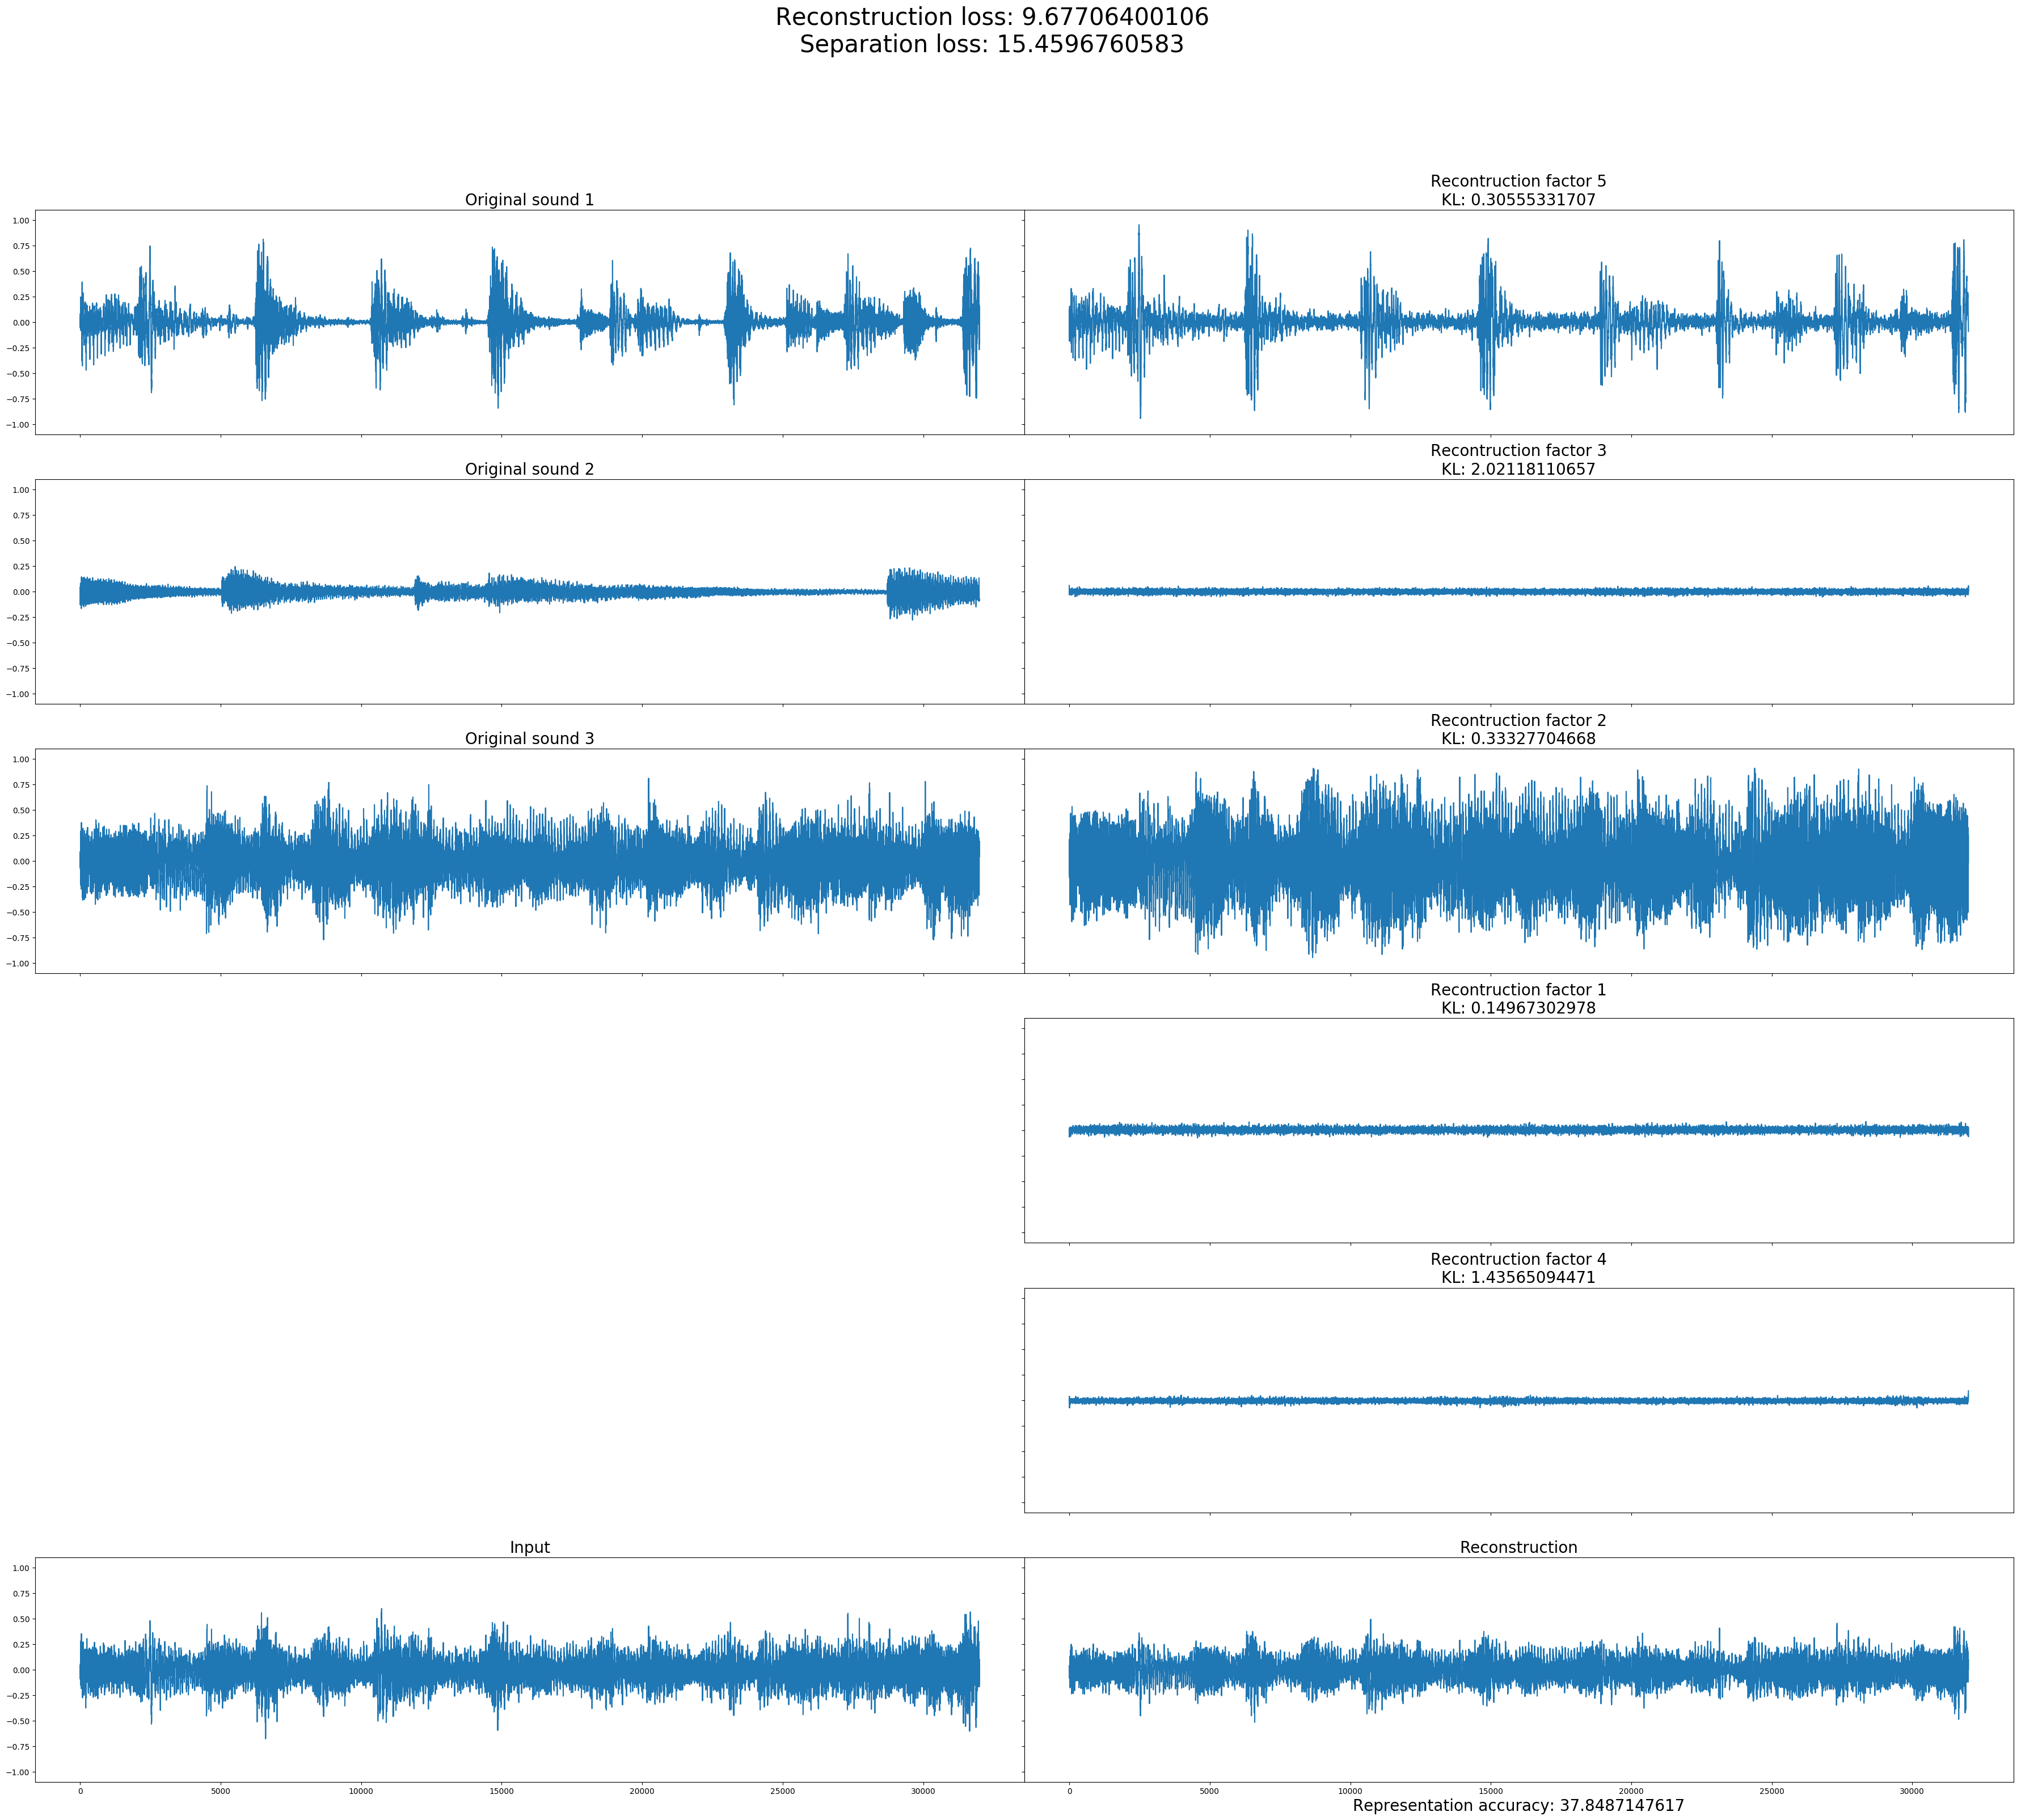 Reconstruction loss: 9.67706400106
Separation loss: 15.4596760583
Original sound 1
Recontruction factor 5
KL: 0.30555331707
1.00
0.75
0.50
0.25
0.00
−0.25
−0.50
−0.75
−1.00
Original sound 2
Recontruction factor 3
KL: 2.02118110657
1.00
0.75
0.50
0.25
0.00
−0.25
−0.50
−0.75
−1.00
Original sound 3
Recontruction factor 2
KL: 0.33327704668
1.00
0.75
0.50
0.25
0.00
−0.25
−0.50
−0.75
−1.00
Recontruction factor 1
KL: 0.14967302978
Recontruction factor 4
KL: 1.43565094471
Input
Reconstruction
1.00
0.75
0.50
0.25
0.00
−0.25
−0.50
−0.75
−1.00
0 5000 10000 15000 20000 25000 30000
0 5000 10000 15000 20000 25000 30000
Representation accuracy: 37.8487147617